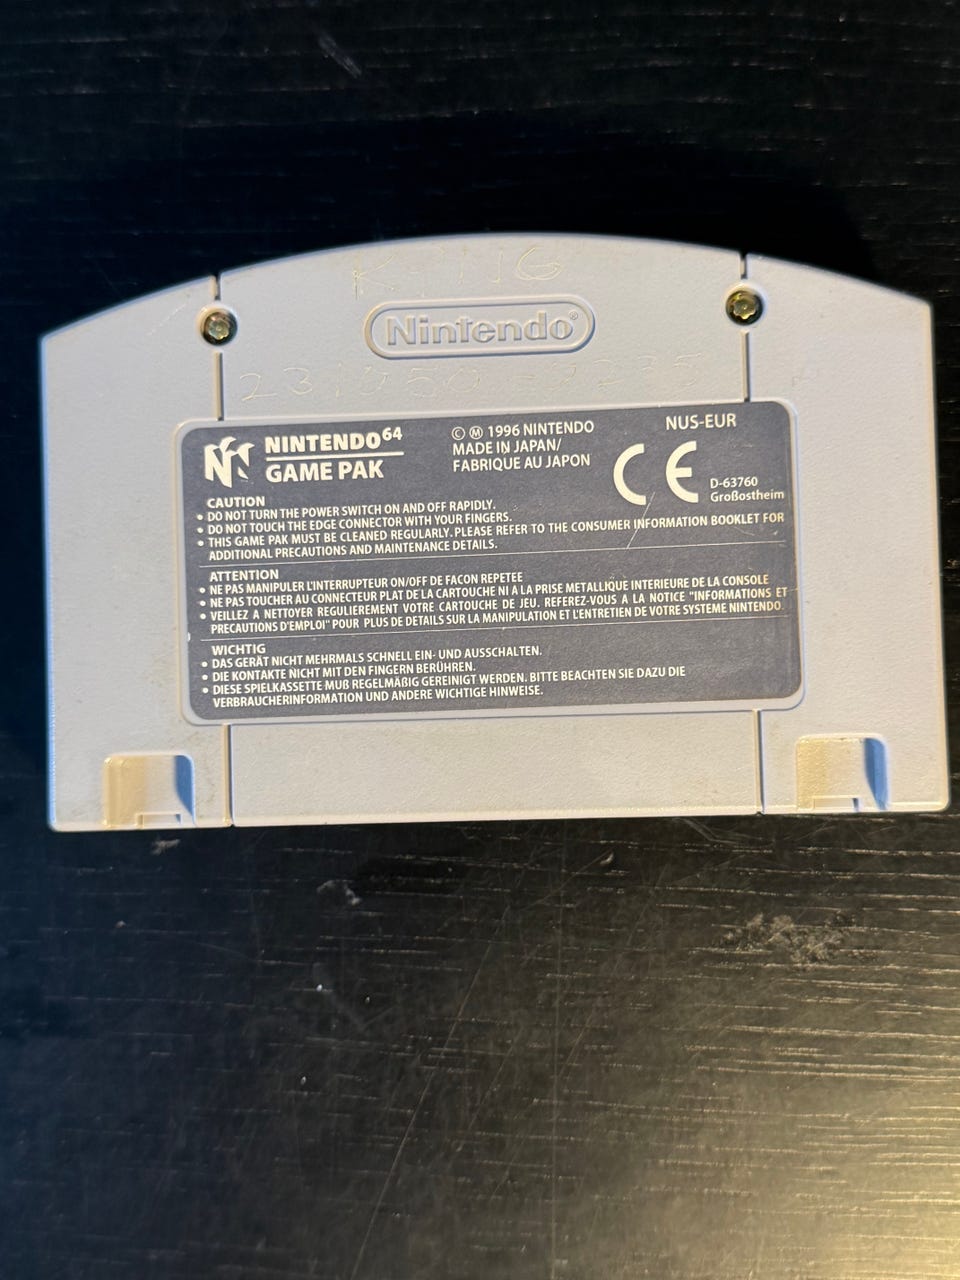 Nintendo®
NINTENDO 64
GAME PAK
© Ⓜ 1996 NINTENDO
MADE IN JAPAN/
FABRIQUE AU JAPON
NUS-EUR
CE
D-63760
Großostheim
CAUTION
• DO NOT TURN THE POWER SWITCH ON AND OFF RAPIDLY.
• DO NOT TOUCH THE EDGE CONNECTOR WITH YOUR FINGERS.
• THIS GAME PAK MUST BE CLEANED REGULARLY. PLEASE REFER TO THE CONSUMER INFORMATION BOOKLET FOR
ADDITIONAL PRECAUTIONS AND MAINTENANCE DETAILS.
ATTENTION
• NE PAS MANIPULER L'INTERRUPTEUR ON/OFF DE FACON REPETEE
• NE PAS TOUCHER AU CONNECTEUR PLAT DE LA CARTOUCHE NI A LA PRISE METALLIQUE INTERIEURE DE LA CONSOLE
• VEILLEZ A NETTOYER REGULIEREMENT VOTRE CARTOUCHE DE JEU. REFEREZ-VOUS A LA NOTICE "INFORMATIONS ET
PRECAUTIONS D'EMPLOI" POUR PLUS DE DETAILS SUR LA MANIPULATION ET L'ENTRETIEN DE VOTRE SYSTEME NINTENDO.
WICHTIG
• DAS GERÄT NICHT MEHRMALS SCHNELL EIN- UND AUSSCHALTEN.
• DIE KONTAKTE NICHT MIT DEN FINGERN BERÜHREN.
• DIESE SPIELKASSETTE MUß REGELMÄßIG GEREINIGT WERDEN. BITTE BEACHTEN SIE DAZU DIE
VERBRAUCHERINFORMATION UND ANDERE WICHTIGE HINWEISE.